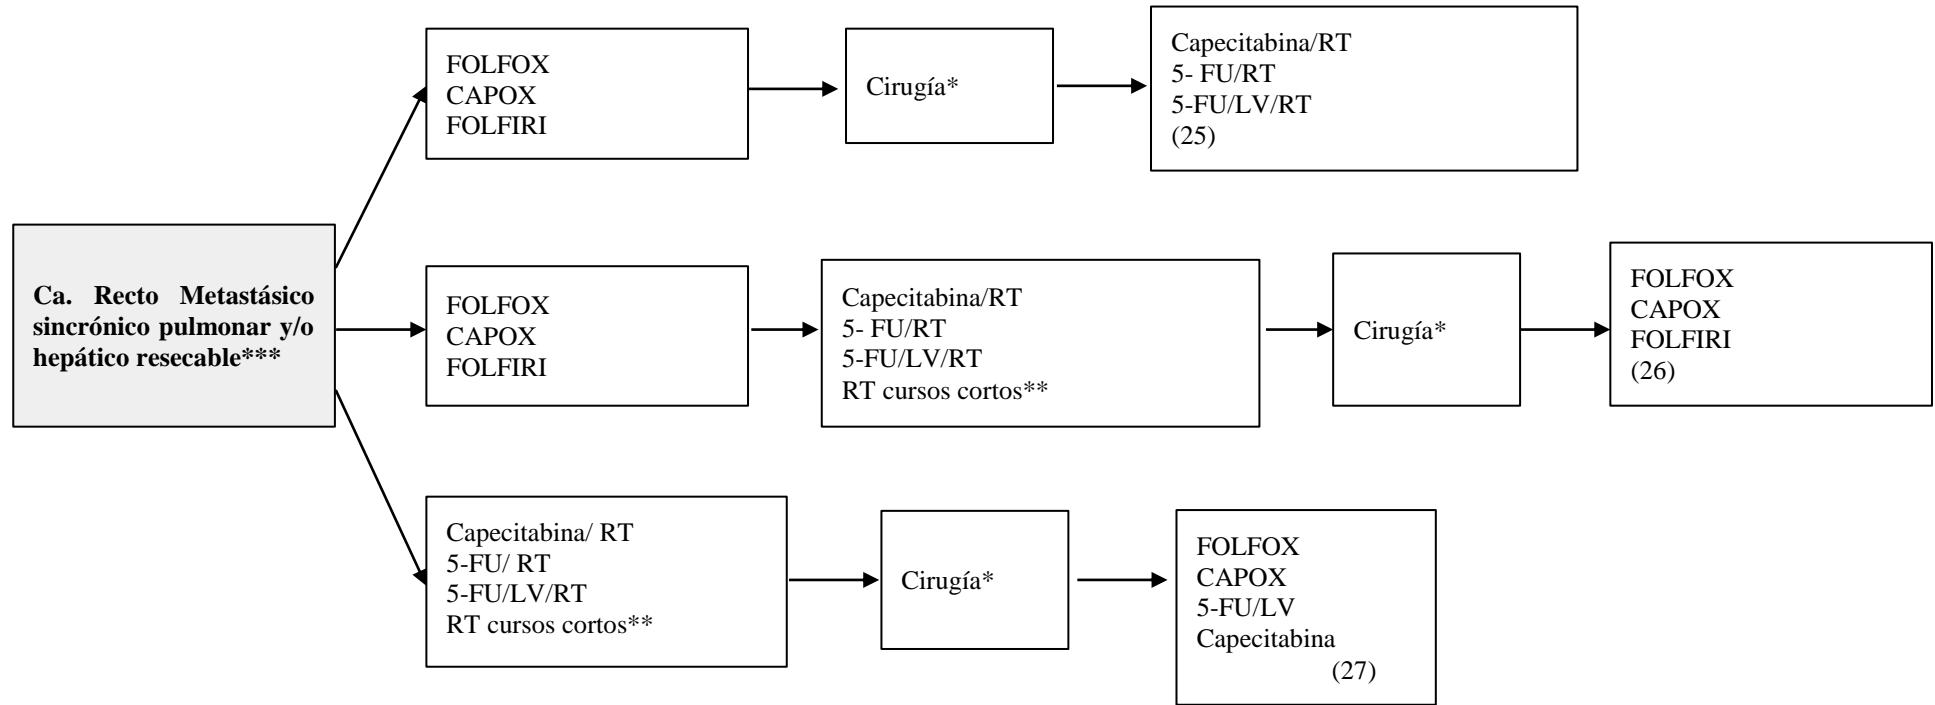 Ca. Recto Metastásico
sincrónico pulmonar y/o
hepático resecable***
FOLFOX
CAPOX
FOLFIRI
Cirugía*
Capecitabina/RT
5- FU/RT
5-FU/LV/RT
(25)
FOLFOX
CAPOX
FOLFIRI
Capecitabina/RT
5- FU/RT
5-FU/LV/RT
RT cursos cortos**
Cirugía*
FOLFOX
CAPOX
FOLFIRI
(26)
Capecitabina/ RT
5-FU/ RT
5-FU/LV/RT
RT cursos cortos**
Cirugía*
FOLFOX
CAPOX
5-FU/LV
Capecitabina
(27)